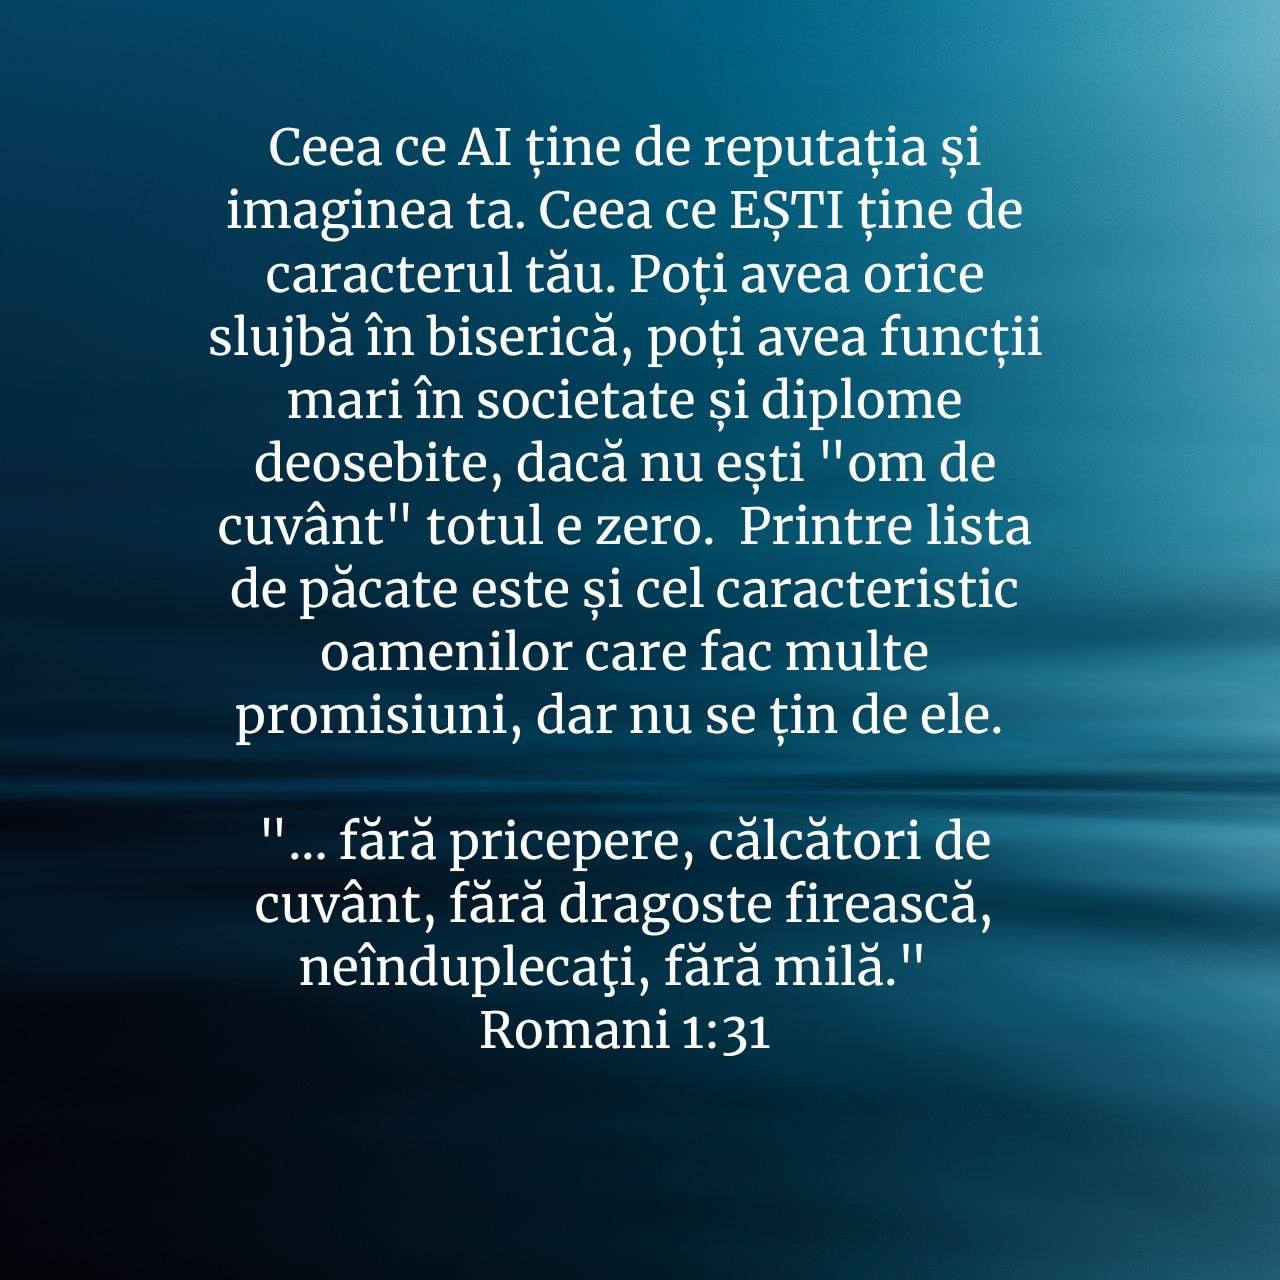 Ceea ce AI ține de reputația și
imaginea ta. Ceea ce EȘTI ține de
caracterul tău. Poți avea orice
slujbă în biserică, poți avea funcții
mari în societate și diplome
deosebite, dacă nu ești "om de
cuvânt" totul e zero.  Printre lista
de păcate este și cel caracteristic
oamenilor care fac multe
promisiuni, dar nu se țin de ele.
"... fără pricepere, călcători de
cuvânt, fără dragoste firească,
neînduplecaţi, fără milă."
Romani 1:31